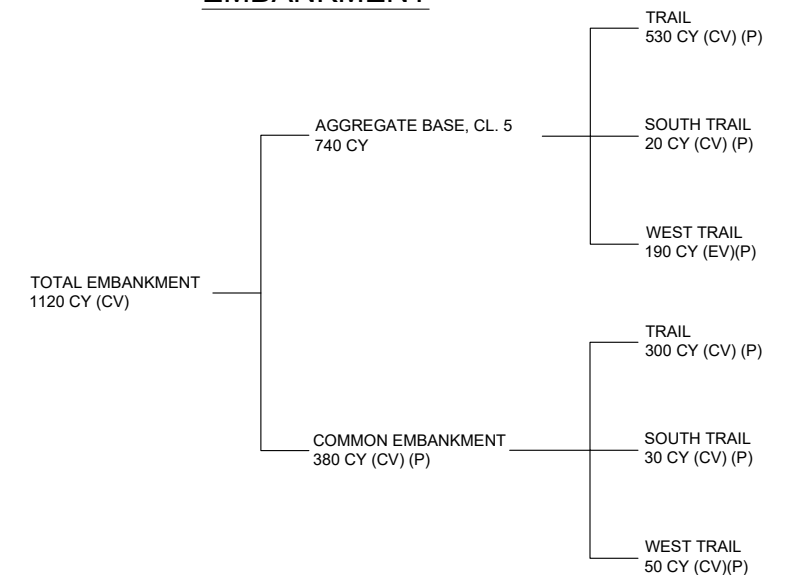 EMBANKMENT
TRAIL
530 CY (CV) (P)
AGGREGATE BASE, CL. 5
740 CY
SOUTH TRAIL
20 CY (CV) (P)
WEST TRAIL
190 CY (EV)(P)
TOTAL EMBANKMENT
1120 CY (CV)
TRAIL
300 CY (CV) (P)
COMMON EMBANKMENT
380 CY (CV) (P)
SOUTH TRAIL
30 CY (CV) (P)
WEST TRAIL
50 CY (CV)(P)